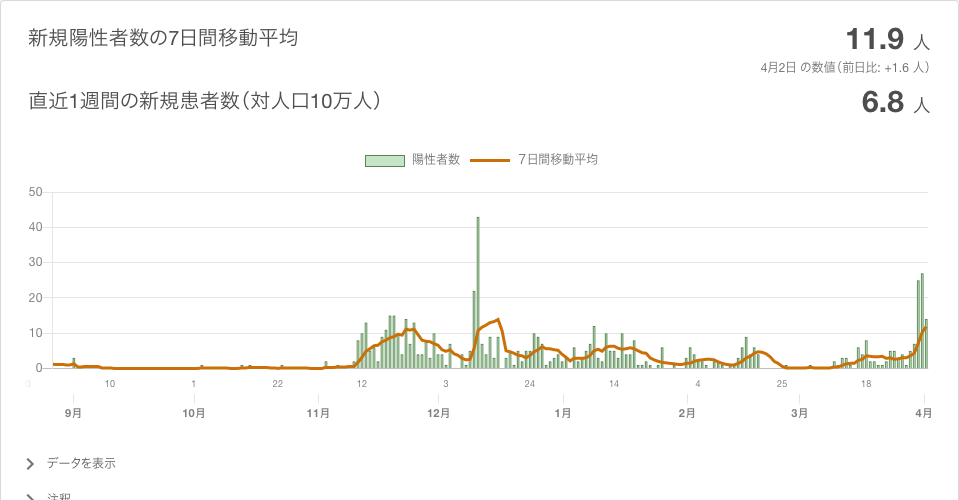 新規陽性者数の7日間移動平均
11.9 人
4月2日 の数値（前日比: +1.6 人）
直近1週間の新規患者数（対人口10万人）
6.8 人
陽性者数 7日間移動平均
50
40
30
20
10
0
0 10 1 22 12 3 24 14 4 25 18
9月 10月 11月 12月 1月 2月 3月 4月
データを表示
注釈